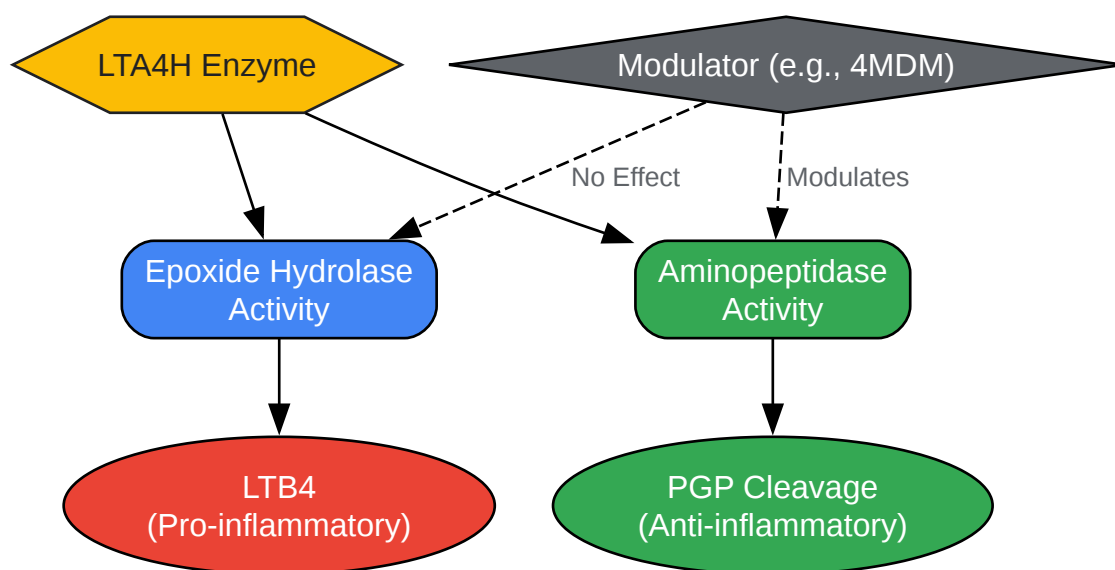 LTA4H Enzyme
Modulator (e.g., 4MDM)
No Effect
Modulates
Epoxide Hydrolase
Activity
Aminopeptidase
Activity
LTB4
(Pro-inflammatory)
PGP Cleavage
(Anti-inflammatory)